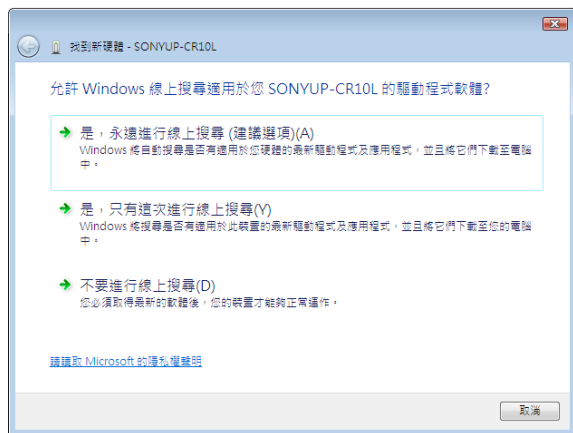 找到新硬體 - SONYUP-CR10L
允許 Windows 線上搜尋適用於您 SONYUP-CR10L 的驅動程式軟體?
是，永遠進行線上搜尋 (建議選項)(A)
Windows 將自動搜尋是否有適用於您硬體的最新驅動程式及應用程式，並且將它們下載至電腦
中。
是，只有這次進行線上搜尋(Y)
Windows 將搜尋是否有適用於此裝置的最新驅動程式及應用程式，並且將它們下載至您的電腦
中。
不要進行線上搜尋(D)
您必須取得最新的軟體後，您的裝置才能夠正常運作。
請讀取 Microsoft 的隱私權聲明
取消